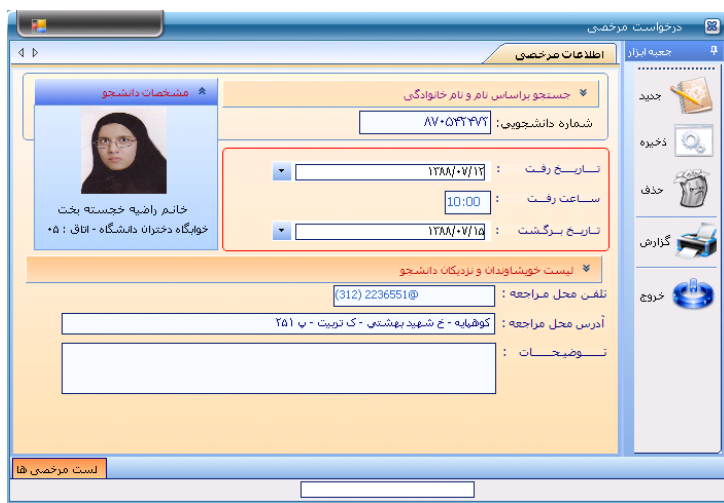 درخواست مرخصی
جعبه ابزار
جدید
ذخیره
حذف
گزارش
خروج
اطلاعات مرخصی
جستجو براساس نام و نام خانوادگی
شماره دانشجویی:
مشخصات دانشجو
خانم راضیه خجسته بخت
خوابگاه دختران دانشگاه - اتاق : ۰۵
تاریخ رفت : ۱۳۸۸/۰۷/۱۲
ساعت رفت : 10:00
تاریخ برگشت : ۱۳۸۸/۰۷/۱۵
لیست خویشاوندان و نزدیکان دانشجو
تلفن محل مراجعه : (312) 2236551@
آدرس محل مراجعه : کوهپایه - خ شهید بهشتی - ک تربیت - پ ۲۵۱
توضیحات :
لست مرخصی ها